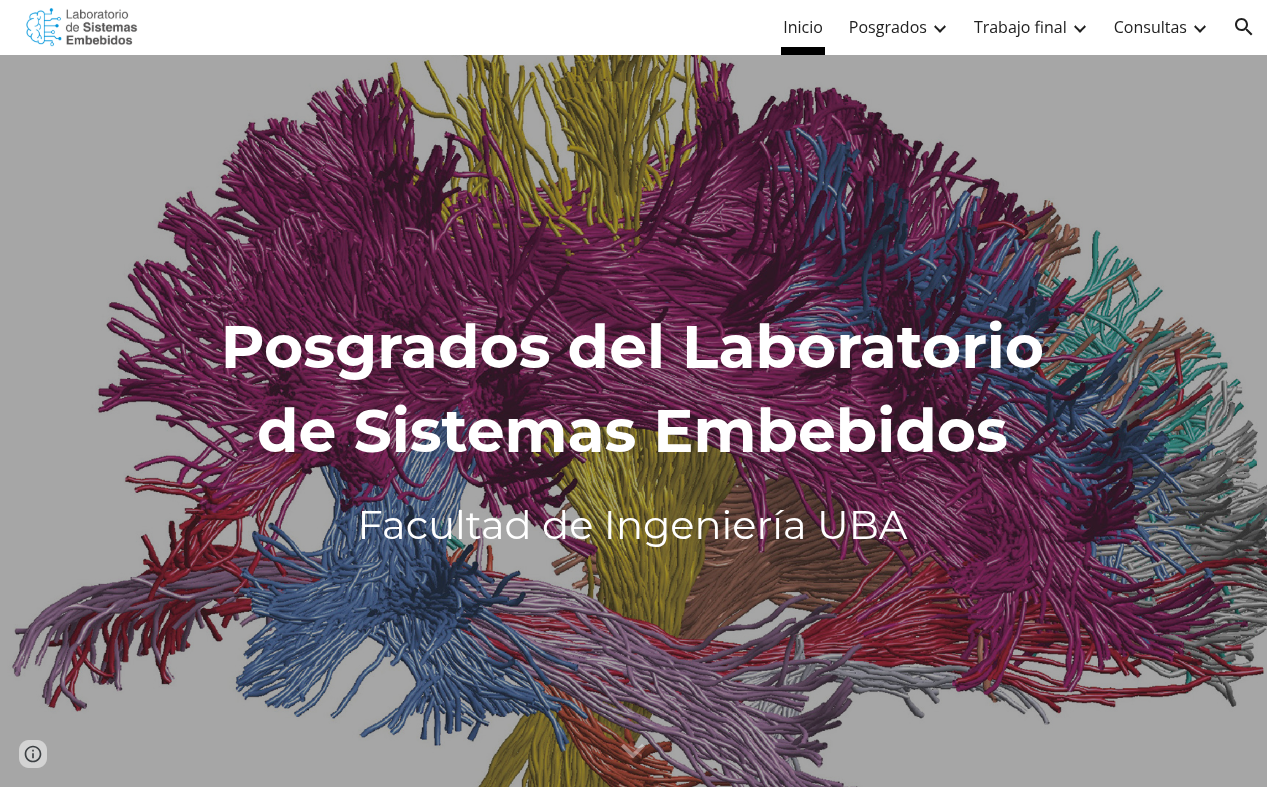 Laboratorio
de Sistemas
Embebidos
Inicio
Posgrados
Trabajo final
Consultas
Posgrados del Laboratorio
de Sistemas Embebidos
Facultad de Ingeniería UBA